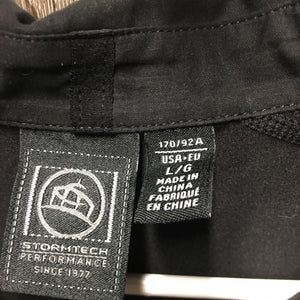 STORMTECH
PERFORMANCE
SINCE 1977
170/92A
USA•EU
L/G
MADE IN
CHINA
FABRIQUÉ
EN CHINE